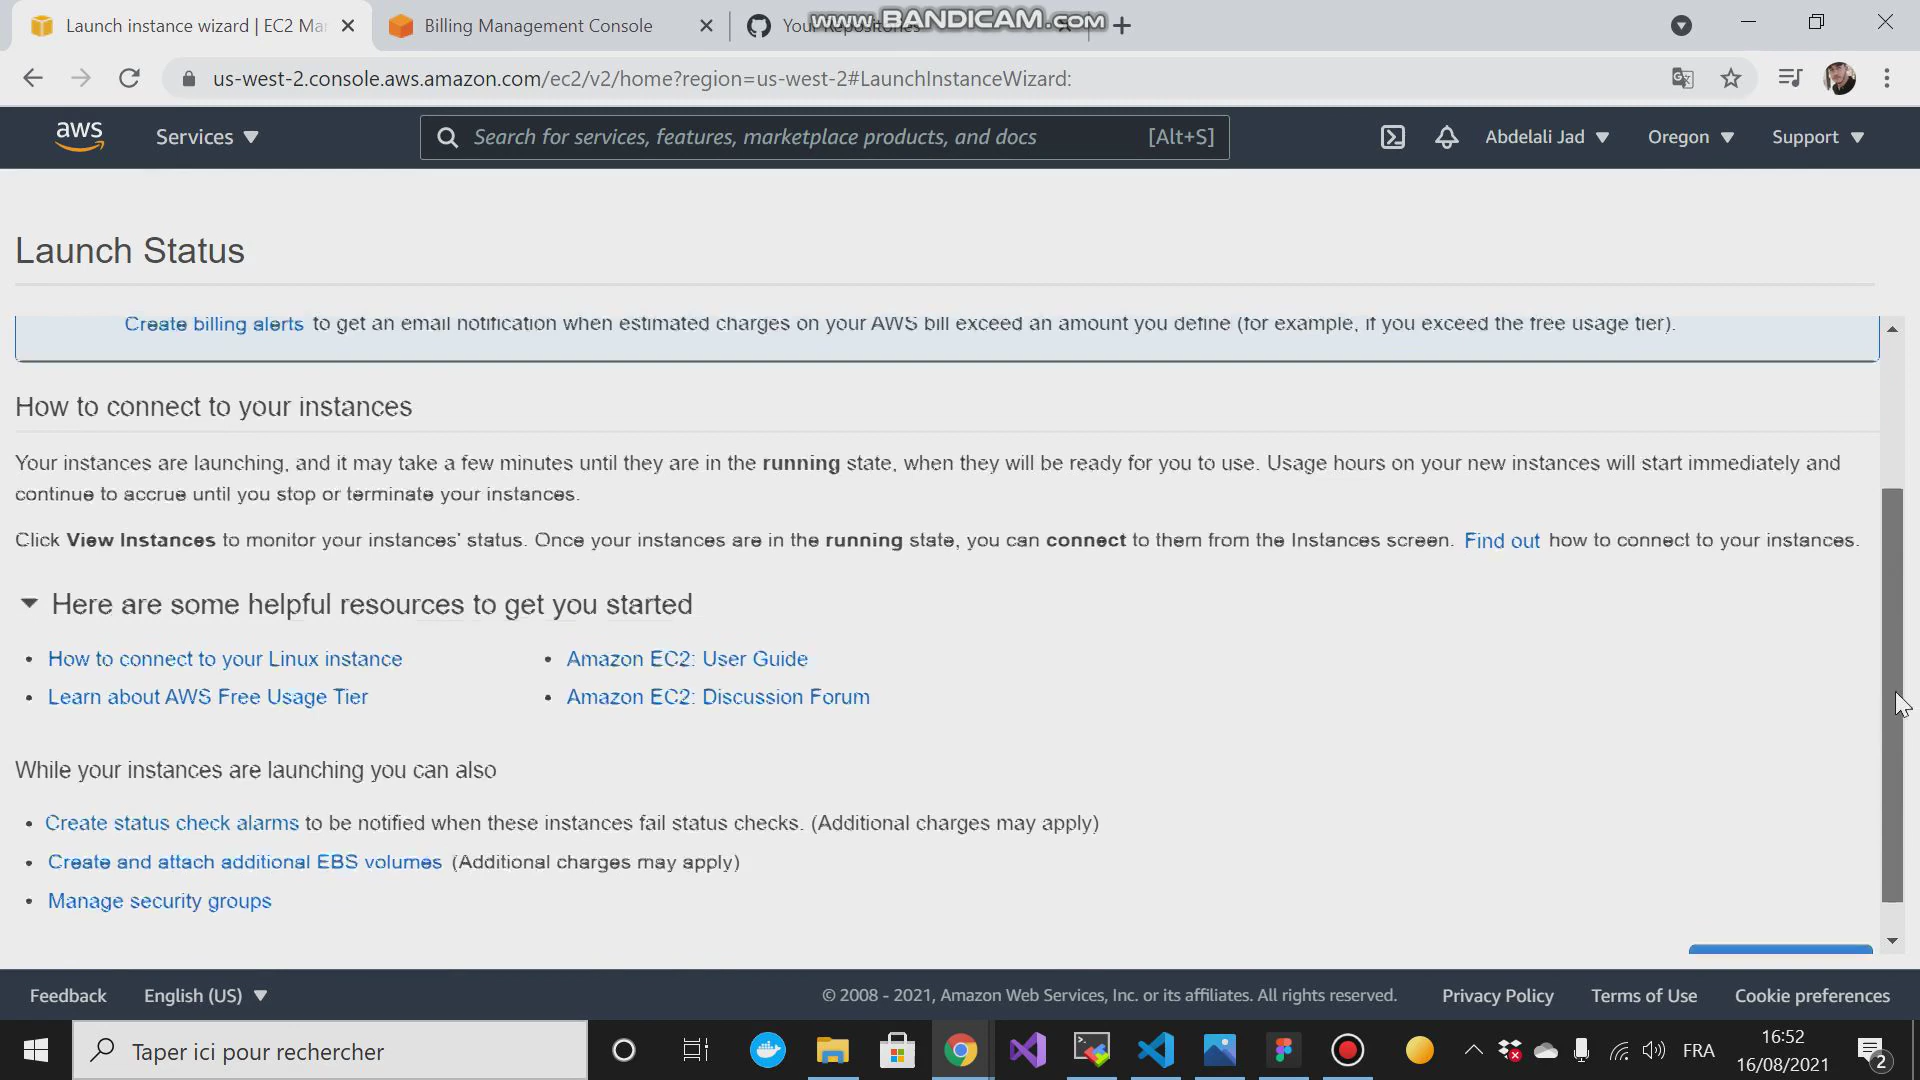 www.BANDICAM.com
Launch instance wizard | EC2 Ma
Billing Management Console
Your Repositories
us-west-2.console.aws.amazon.com/ec2/v2/home?region=us-west-2#LaunchInstanceWizard:
aws
Services
Search for services, features, marketplace products, and docs
[Alt+S]
Abdelali Jad
Oregon
Support
Launch Status
Create billing alerts to get an email notification when estimated charges on your AWS bill exceed an amount you define (for example, if you exceed the free usage tier).
How to connect to your instances
Your instances are launching, and it may take a few minutes until they are in the running state, when they will be ready for you to use. Usage hours on your new instances will start immediately and
continue to accrue until you stop or terminate your instances.
Click View Instances to monitor your instances' status. Once your instances are in the running state, you can connect to them from the Instances screen. Find out how to connect to your instances.
Here are some helpful resources to get you started
• How to connect to your Linux instance
• Amazon EC2: User Guide
• Learn about AWS Free Usage Tier
• Amazon EC2: Discussion Forum
While your instances are launching you can also
• Create status check alarms to be notified when these instances fail status checks. (Additional charges may apply)
• Create and attach additional EBS volumes (Additional charges may apply)
• Manage security groups
Feedback
English (US)
© 2008 - 2021, Amazon Web Services, Inc. or its affiliates. All rights reserved.
Privacy Policy
Terms of Use
Cookie preferences
Taper ici pour rechercher
FRA
16:52
16/08/2021
2